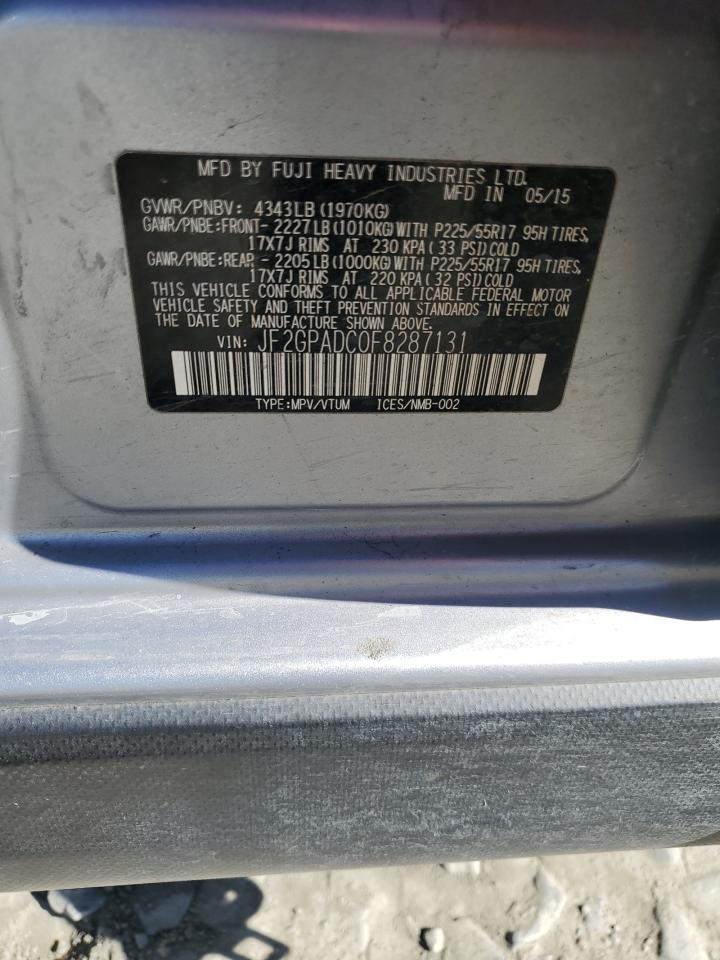 MFD BY FUJI HEAVY INDUSTRIES LTD.
MFD IN 05/15
GVWR/PNBV: 4343LB(1970KG)
GAWR/PNBE:FRONT- 2227LB(1010KG)WITH P225/55R17 95H TIRES,
17X7J RIMS AT 230 KPA( 33 PSI)COLD
GAWR/PNBE:REAR - 2205LB(1000KG)WITH P225/55R17 95H TIRES,
17X7J RIMS AT 220 KPA( 32 PSI)COLD
THIS VEHICLE CONFORMS TO ALL APPLICABLE FEDERAL MOTOR
VEHICLE SAFETY AND THEFT PREVENTION STANDARDS IN EFFECT ON
THE DATE OF MANUFACTURE SHOWN ABOVE.
VIN: JF2GPADC0F8287131
TYPE:MPV/VTUM ICES/NMB-002